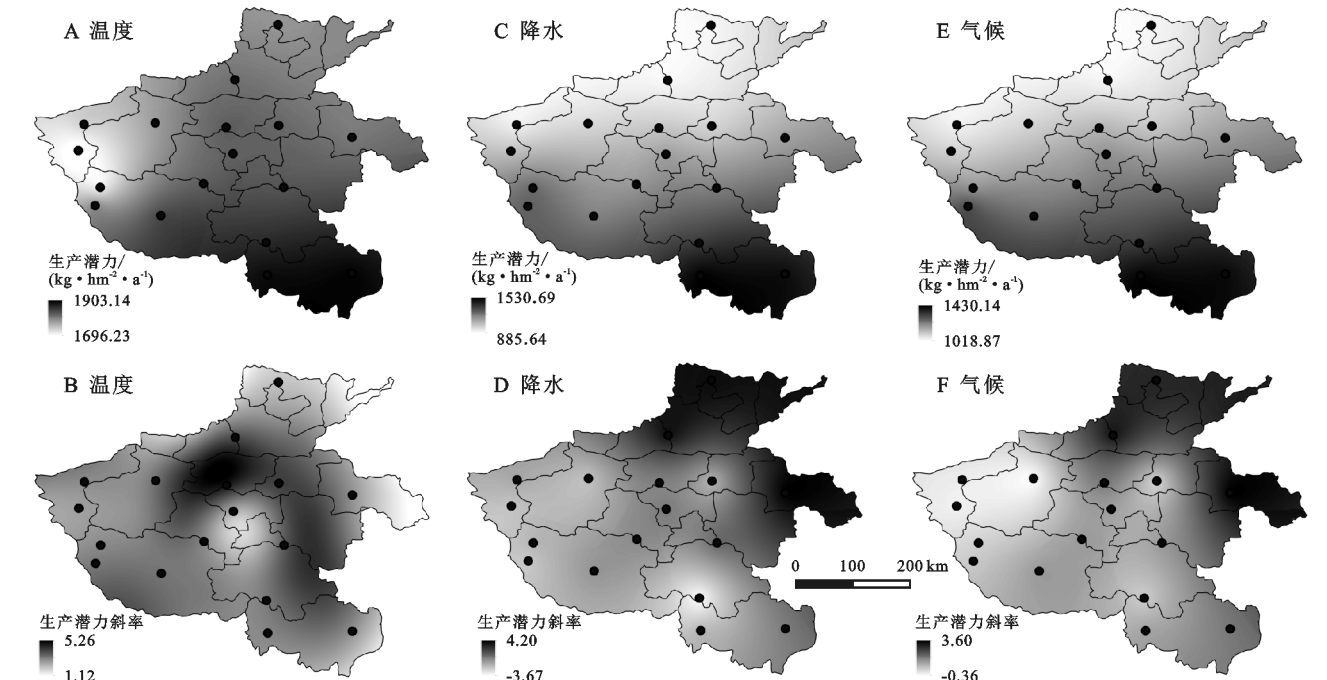 A 温度
生产潜力/
(kg·hm⁻²·a⁻¹)
1903.14
1696.23
C 降水
生产潜力/
(kg·hm⁻²·a⁻¹)
1530.69
885.64
E 气候
生产潜力/
(kg·hm⁻²·a⁻¹)
1430.14
1018.87
B 温度
生产潜力斜率
5.26
1.12
D 降水
生产潜力斜率
4.20
-3.67
0 100 200 km
F 气候
生产潜力斜率
3.60
-0.36